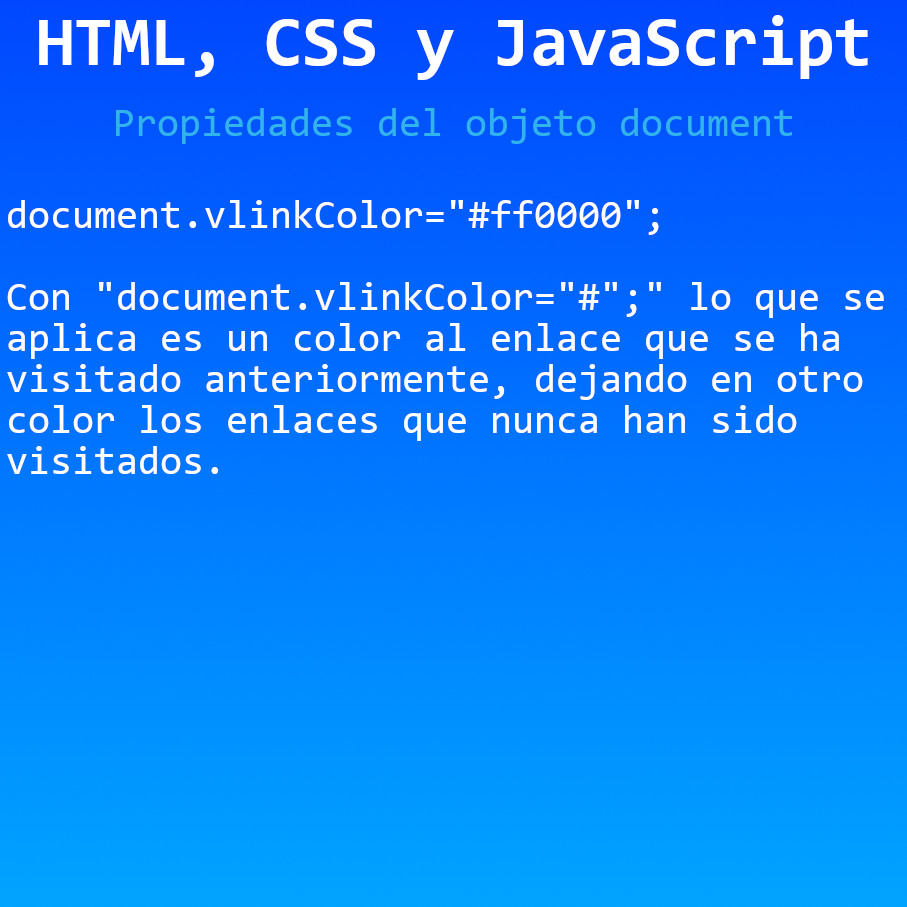 HTML, CSS y JavaScript
Propiedades del objeto document
document.vlinkColor="#ff0000";
Con "document.vlinkColor="#";" lo que se
aplica es un color al enlace que se ha
visitado anteriormente, dejando en otro
color los enlaces que nunca han sido
visitados.